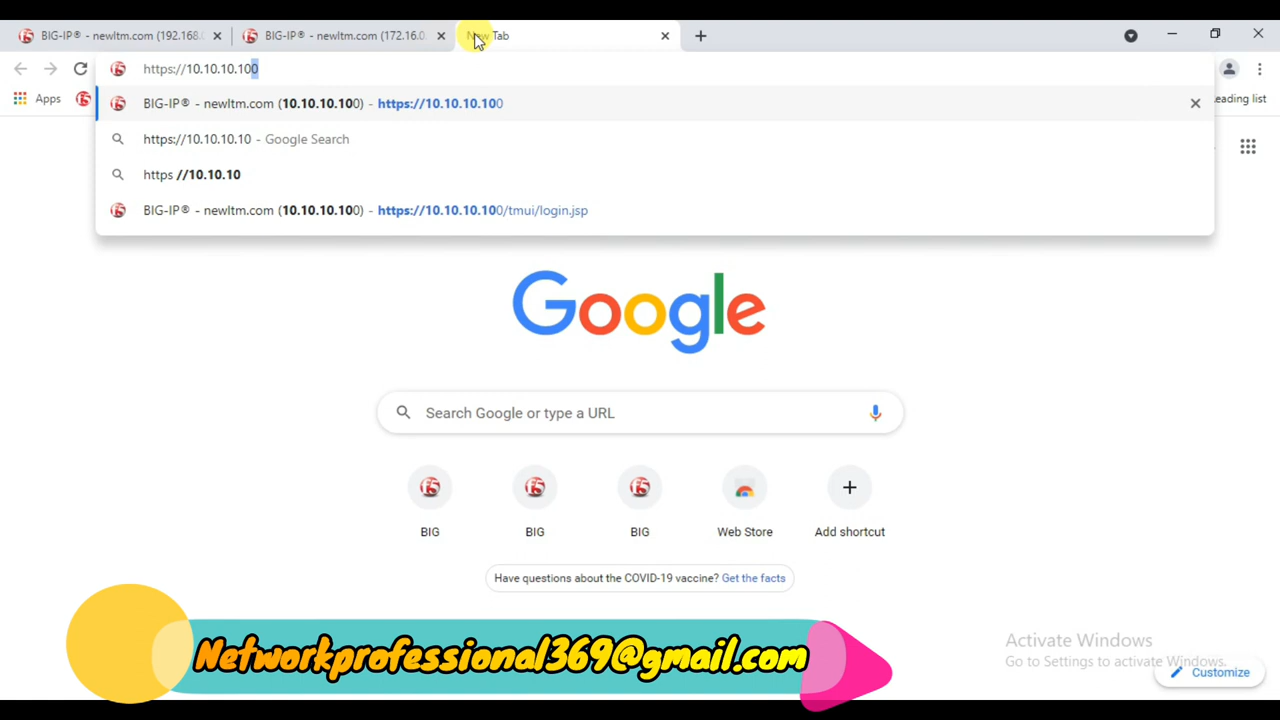 BIG-IP® - newltm.com (192.168.
BIG-IP® - newltm.com (172.16.0.
New Tab
https://10.10.10.100
Apps
eading list
BIG-IP® - newltm.com (10.10.10.100) - https://10.10.10.100
https://10.10.10.10 - Google Search
https //10.10.10
BIG-IP® - newltm.com (10.10.10.100) - https://10.10.10.100/tmui/login.jsp
Google
Search Google or type a URL
BIG
BIG
BIG
Web Store
Add shortcut
Have questions about the COVID-19 vaccine? Get the facts
Networkprofessional369@gmail.com
Activate Windows
Go to Settings to activate Windows.
Customize